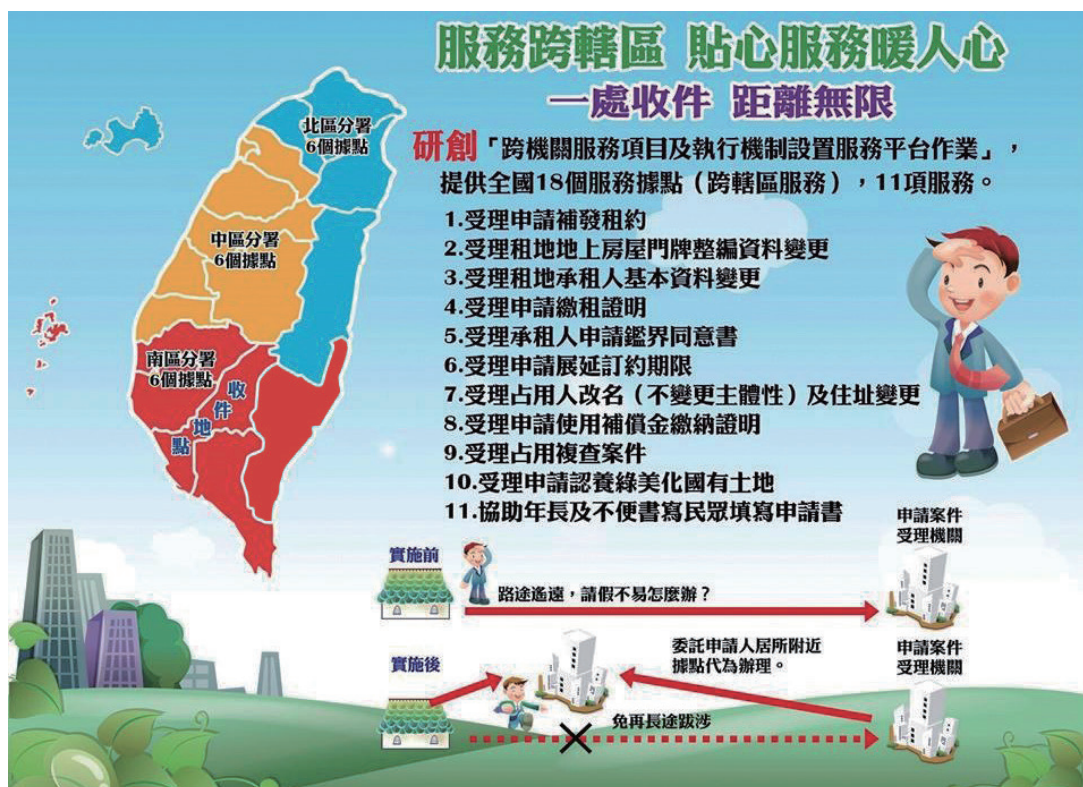 服務跨轄區 貼心服務暖人心
一處收件 距離無限
研創「跨機關服務項目及執行機制設置服務平台作業」，
提供全國18個服務據點（跨轄區服務），11項服務。
1.受理申請補發租約
2.受理租地地上房屋門牌整編資料變更
3.受理租地承租人基本資料變更
4.受理申請繳租證明
5.受理承租人申請鑑界同意書
6.受理申請展延訂約期限
7.受理占用人改名（不變更主體性）及住址變更
8.受理申請使用補償金繳納證明
9.受理占用複查案件
10.受理申請認養綠美化國有土地
11.協助年長及不便書寫民眾填寫申請書
北區分署
6個據點
中區分署
6個據點
南區分署
6個據點
收件地點
實施前
路途遙遠，請假不易怎麼辦？
申請案件
受理機關
實施後
委託申請人居所附近
據點代為辦理。
免再長途跋涉
申請案件
受理機關